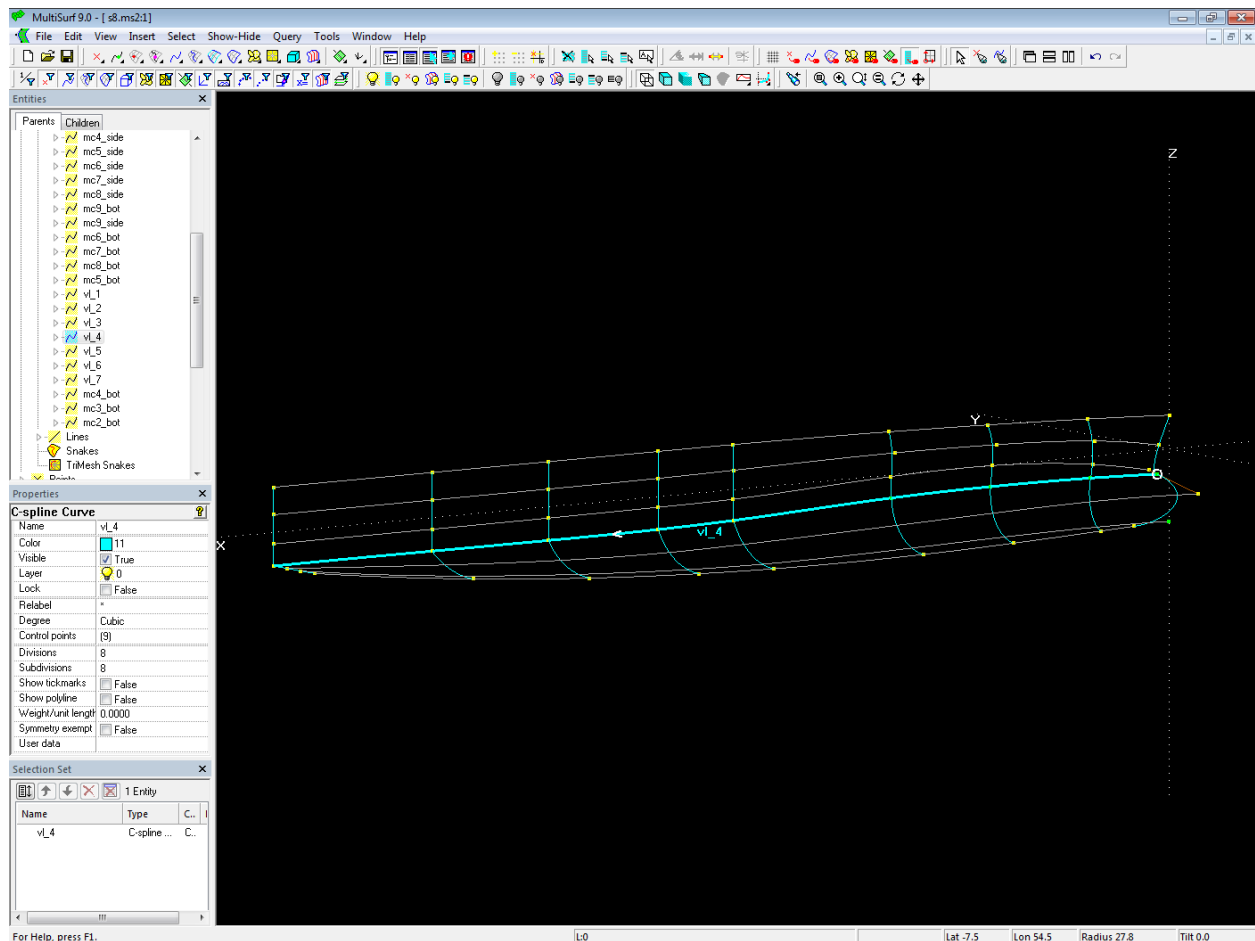 MultiSurf 9.0 - [ s8.ms2:1]
File Edit View Insert Select Show-Hide Query Tools Window Help
Entities
Parents Children
mc4_side
mc5_side
mc6_side
mc7_side
mc8_side
mc9_bot
mc9_side
mc6_bot
mc7_bot
mc8_bot
mc5_bot
vl_1
vl_2
vl_3
vl_4
vl_5
vl_6
vl_7
mc4_bot
mc3_bot
mc2_bot
Lines
Snakes
TriMesh Snakes
Points
Properties
C-spline Curve
Name vl_4
Color 11
Visible True
Layer 0
Lock False
Relabel *
Degree Cubic
Control points (9)
Divisions 8
Subdivisions 8
Show tickmarks False
Show polyline False
Weight/unit length 0.0000
Symmetry exempt False
User data
Selection Set
1 Entity
Name Type C..
vl_4 C-spline ... C..
Z
Y
X
vl_4
For Help, press F1. L:0 Lat -7.5 Lon 54.5 Radius 27.8 Tilt 0.0